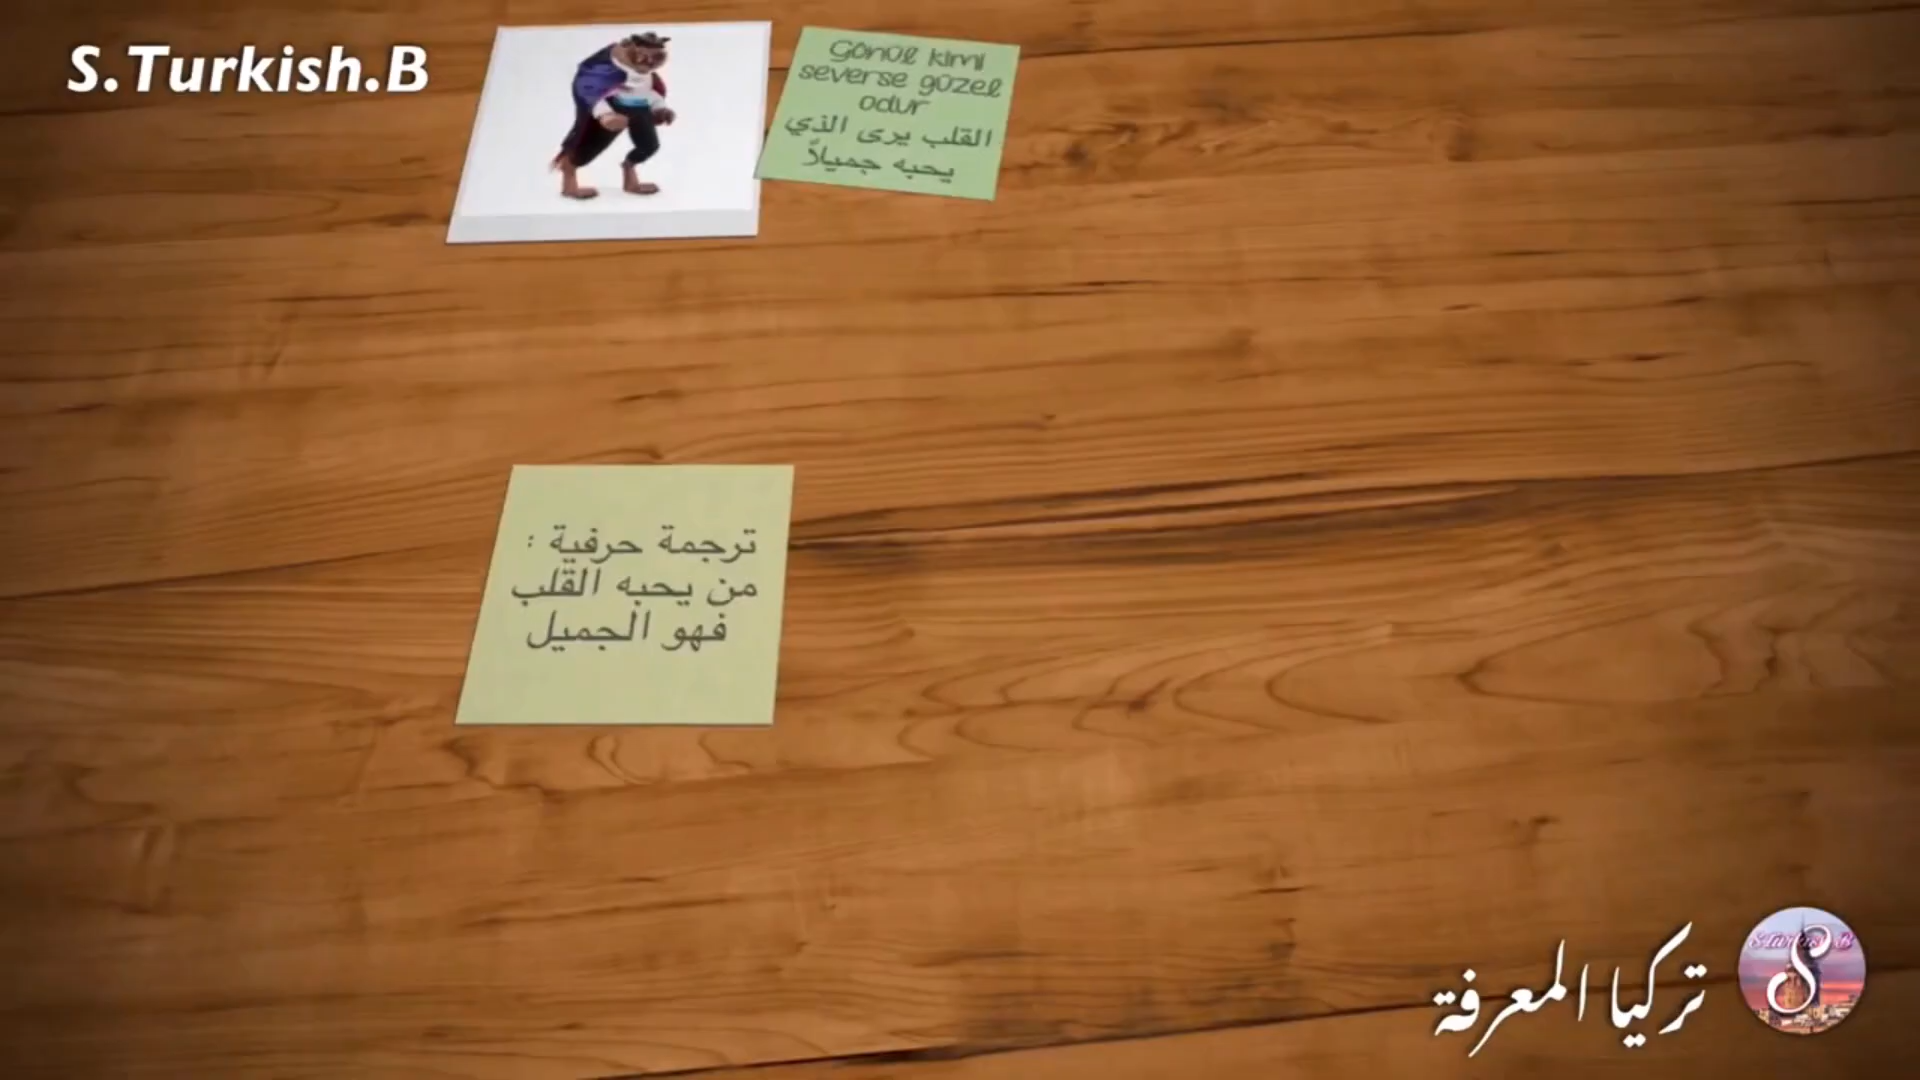 S.Turkish.B
Gönül kimi
severse güzel
odur
القلب يرى الذي
يحبه جميلاً
ترجمة حرفية :
من يحبه القلب
فهو الجميل
تركيا المعرفة
S Turkish B